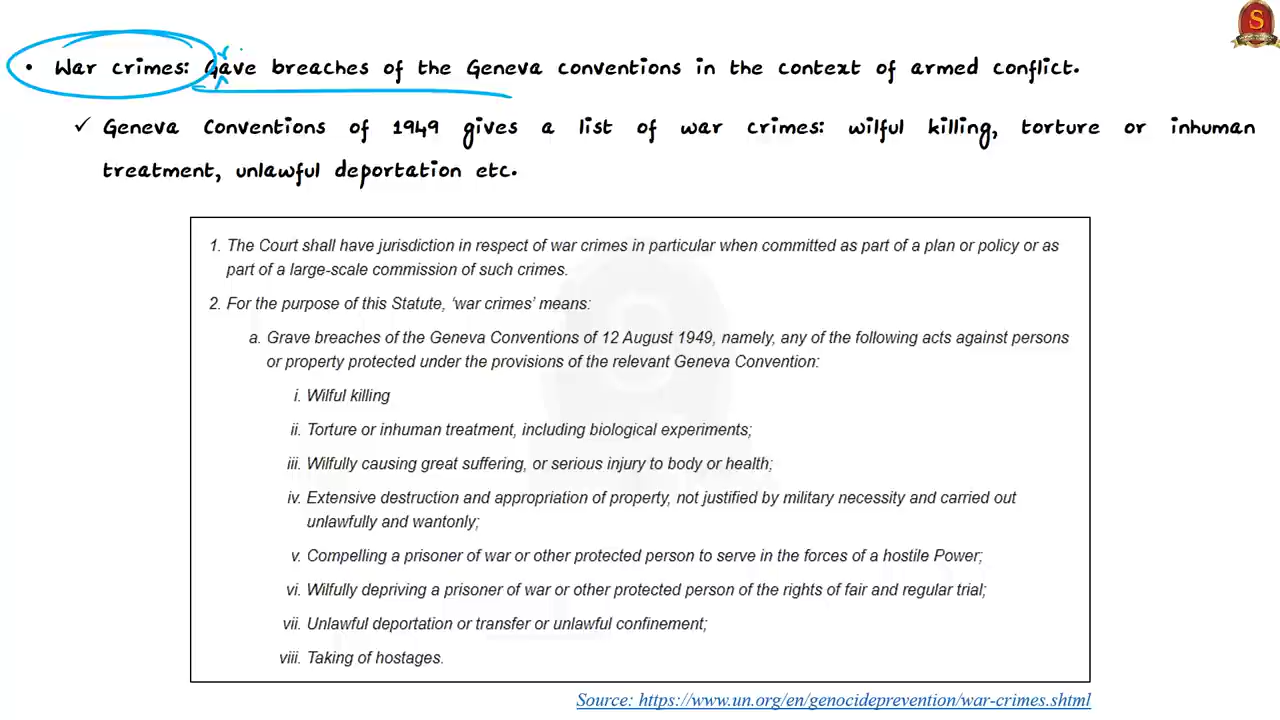 S
• War crimes: Gave breaches of the Geneva conventions in the context of armed conflict.
✓ Geneva Conventions of 1949 gives a list of war crimes: wilful killing, torture or inhuman
treatment, unlawful deportation etc.
1. The Court shall have jurisdiction in respect of war crimes in particular when committed as part of a plan or policy or as
part of a large-scale commission of such crimes.
2. For the purpose of this Statute, ‘war crimes’ means:
a. Grave breaches of the Geneva Conventions of 12 August 1949, namely, any of the following acts against persons
or property protected under the provisions of the relevant Geneva Convention:
i. Wilful killing
ii. Torture or inhuman treatment, including biological experiments;
iii. Wilfully causing great suffering, or serious injury to body or health;
iv. Extensive destruction and appropriation of property, not justified by military necessity and carried out
unlawfully and wantonly;
v. Compelling a prisoner of war or other protected person to serve in the forces of a hostile Power;
vi. Wilfully depriving a prisoner of war or other protected person of the rights of fair and regular trial;
vii. Unlawful deportation or transfer or unlawful confinement;
viii. Taking of hostages.
Source: https://www.un.org/en/genocideprevention/war-crimes.shtml